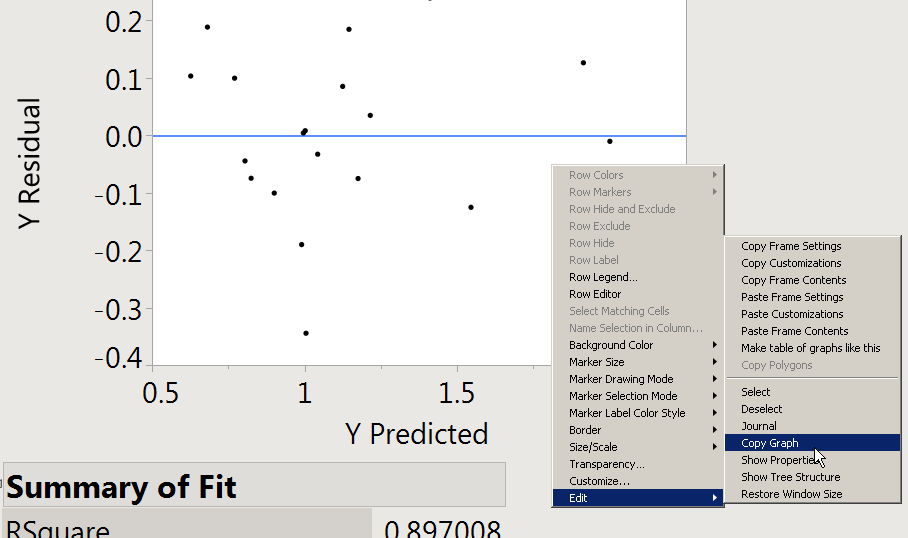 0.2
0.1
0.0
-0.1
-0.2
-0.3
-0.4
Y Residual
0.5 1 1.5
Y Predicted
Summary of Fit
RSquare 0.897008
Row Colors
Row Markers
Row Hide and Exclude
Row Exclude
Row Hide
Row Label
Row Legend...
Row Editor
Select Matching Cells
Name Selection in Column...
Background Color
Marker Size
Marker Drawing Mode
Marker Selection Mode
Marker Label Color Style
Border
Size/Scale
Transparency...
Customize...
Edit
Copy Frame Settings
Copy Customizations
Copy Frame Contents
Paste Frame Settings
Paste Customizations
Paste Frame Contents
Make table of graphs like this
Copy Polygons
Select
Deselect
Journal
Copy Graph
Show Properties
Show Tree Structure
Restore Window Size